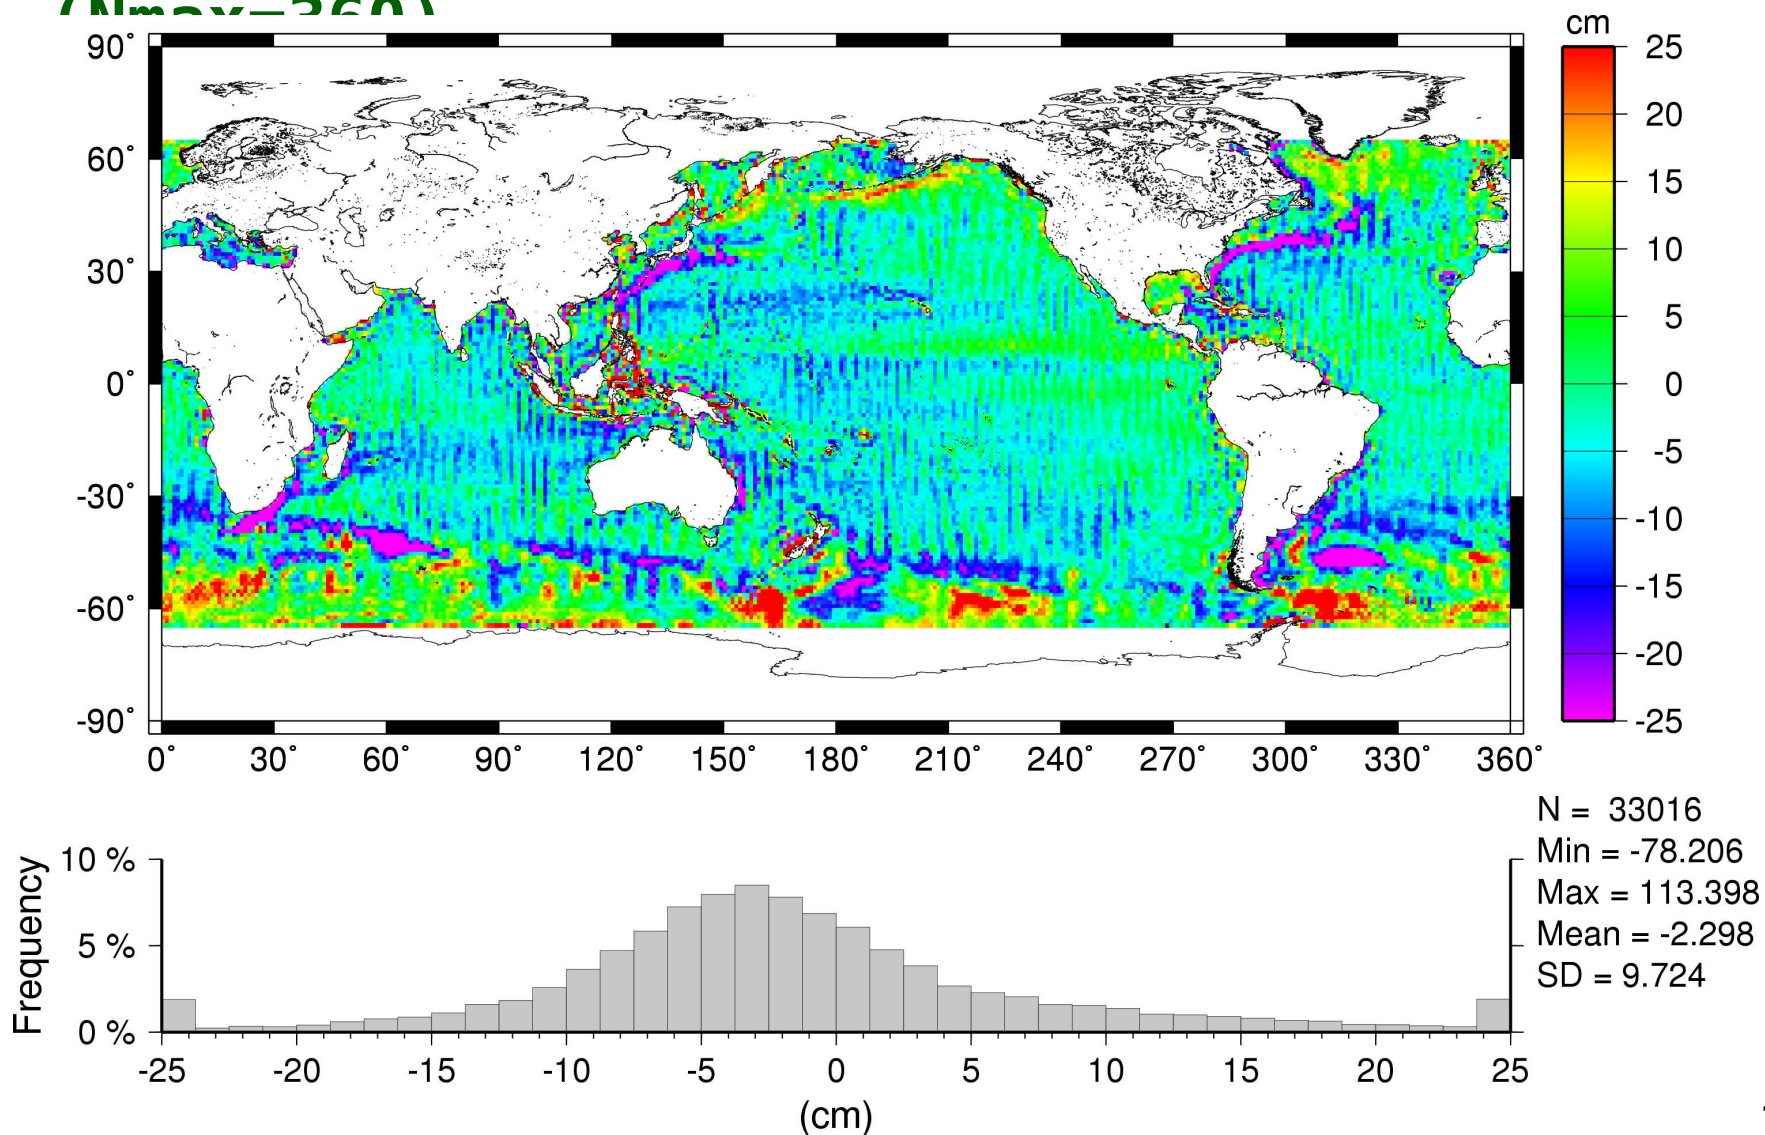 (Nmax=360)
cm
90°
60°
30°
0°
-30°
-60°
-90°
0°  30°  60°  90°  120°  150°  180°  210°  240°  270°  300°  330°  360°
25
20
15
10
5
0
-5
-10
-15
-20
-25
N =  33016
Min = -78.206
Max = 113.398
Mean = -2.298
SD = 9.724
Frequency
10 %
5 %
0 %
-25  -20  -15  -10  -5  0  5  10  15  20  25
(cm)